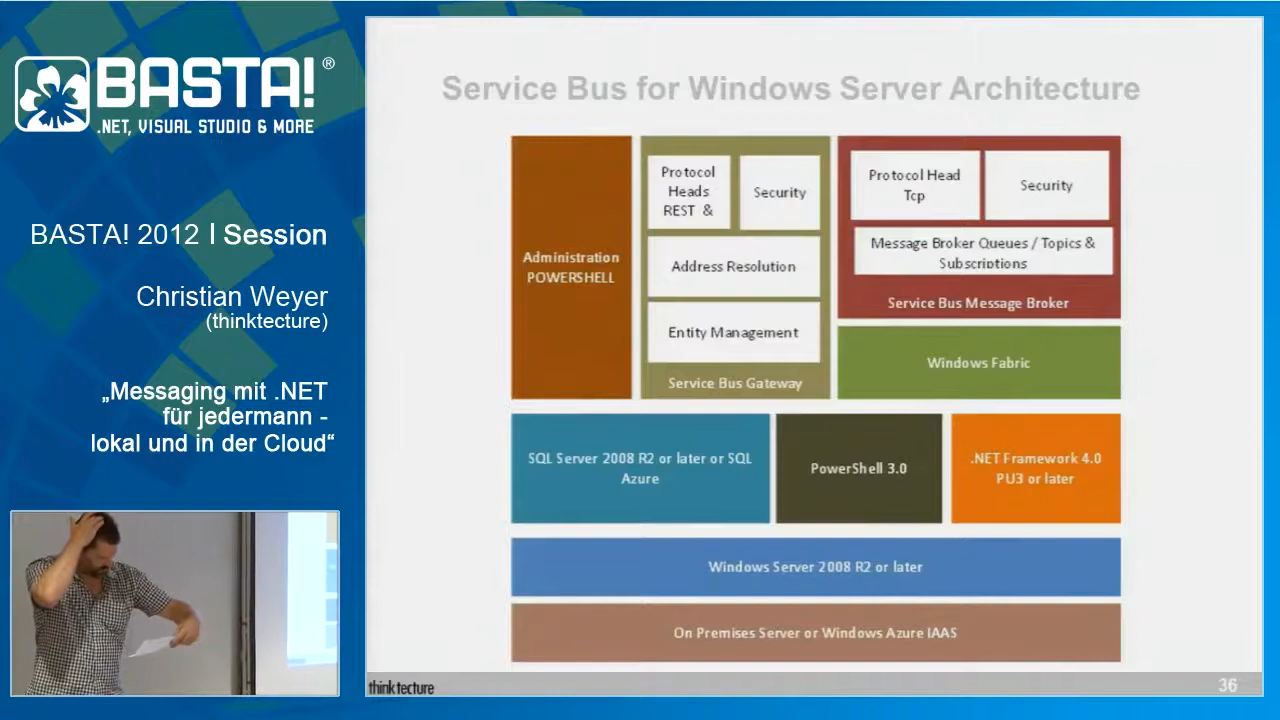 BASTA! ®
.NET, VISUAL STUDIO & MORE
BASTA! 2012 | Session
Christian Weyer
(thinktecture)
„Messaging mit .NET
für jedermann -
lokal und in der Cloud“
Service Bus for Windows Server Architecture
Administration
POWERSHELL
Protocol
Heads
REST &
Security
Address Resolution
Entity Management
Service Bus Gateway
Protocol Head
Tcp
Security
Message Broker Queues / Topics &
Subscriptions
Service Bus Message Broker
Windows Fabric
SQL Server 2008 R2 or later or SQL
Azure
PowerShell 3.0
.NET Framework 4.0
PU3 or later
Windows Server 2008 R2 or later
On Premises Server or Windows Azure IAAS
thinktecture
36